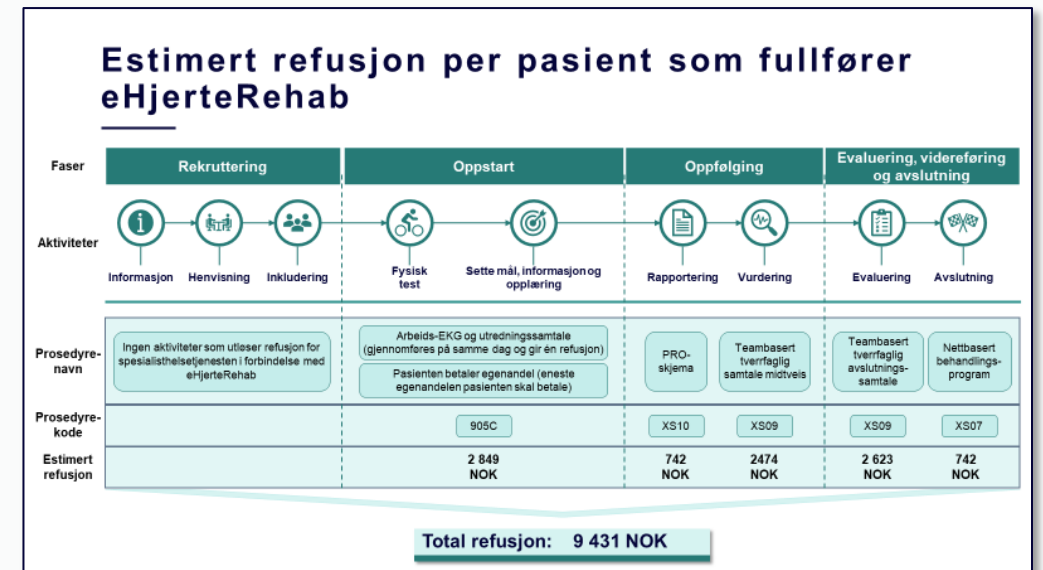 Estimert refusjon per pasient som fullfører
eHjerteRehab
Faser
Rekruttering
Oppstart
Oppfølging
Evaluering, videreføring
og avslutning
Aktiviteter
Informasjon
Henvisning
Inkludering
Fysisk
test
Sette mål, informasjon og
opplæring
Rapportering
Vurdering
Evaluering
Avslutning
Prosedyre-
navn
Ingen aktiviteter som utløser refusjon for
spesialisthelsetjenesten i forbindelse med
eHjerteRehab
Arbeids-EKG og utredningssamtale
(gjennomføres på samme dag og gir én refusjon)
Pasienten betaler egenandel (eneste
egenandelen pasienten skal betale)
PRO-
skjema
Teambasert
tverrfaglig
samtale midtveis
Teambasert
tverrfaglig
avslutnings-
samtale
Nettbasert
behandlings-
program
Prosedyre-
kode
905C
XS10
XS09
XS09
XS07
Estimert
refusjon
2 849
NOK
742
NOK
2474
NOK
2 623
NOK
742
NOK
Total refusjon: 9 431 NOK